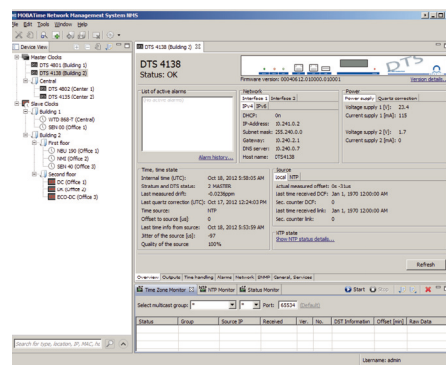 MOBATime Network Management System NMS
File Edit Tools Window Help
Device View
Master Clocks
DTS 4801 (Building 1)
DTS 4138 (Building 2)
Central
DTS 4802 (Center 1)
DTS 4135 (Center 2)
Slave Clocks
Building 1
WTD 868-T (Central)
SEN 00 (Office 1)
Building 2
First floor
NBU 190 (Office 1)
NMI (Office 2)
SEN 40 (Office 3)
Second floor
DC (Office 1)
DK (Office 2)
ECO-DC (Office 3)
Search for type, location, IP, MAC, he
DTS 4138 (Building 2)
DTS 4138
Status: OK
DTS
Firmware version: 00040612.010000.010001
Version details...
List of active alarms
Alarm history...
Network
Interface 1 Interface 2
IPv4 IPv6
DHCP: On
IP-Address: 10.241.0.2
Subnet mask: 255.240.0.0
Gateway: 10.240.2.1
DNS server: 10.240.0.7
Host name: DTS4138
Power
Power supply Quartz correction
Voltage supply 1 [V]: 23.4
Current supply 1 [mA]: 115
Voltage supply 2 [V]: 1.7
Current supply 2 [mA]: 0
Time, time state
Internal time (UTC): Oct 18, 2012 5:58:05 AM
Stratum and DTS status: 2 MASTER
Last measured drift: -0.0238ppm
Last quartz correction (UTC): Oct 17, 2012 12:24:03 PM
Time source: NTP
Offset to source [us]: 0
Last time info from source: Oct 18, 2012 5:53:59 AM
Jitter of the source [us]: -97
Quality of the source 100%
Source
local NTP
actual measured offset: 0s -31us
Last time received DCF: Jan 1, 1970 12:00:00 AM
Sec. counter DCF: 0
Last time received link: Jan 1, 1970 12:00:00 AM
Sec. counter link: 0
NTP state
Show NTP status details...
Refresh
Overview Outputs Time handling Alarms Network SNMP General, Services
Time Zone Monitor NTP Monitor Status Monitor
Start Stop
Select multicast group: * * Port: 65534 (Default)
Status Group Source IP Received Ver. No. DST Information Offset [min] Raw Data
Username: admin